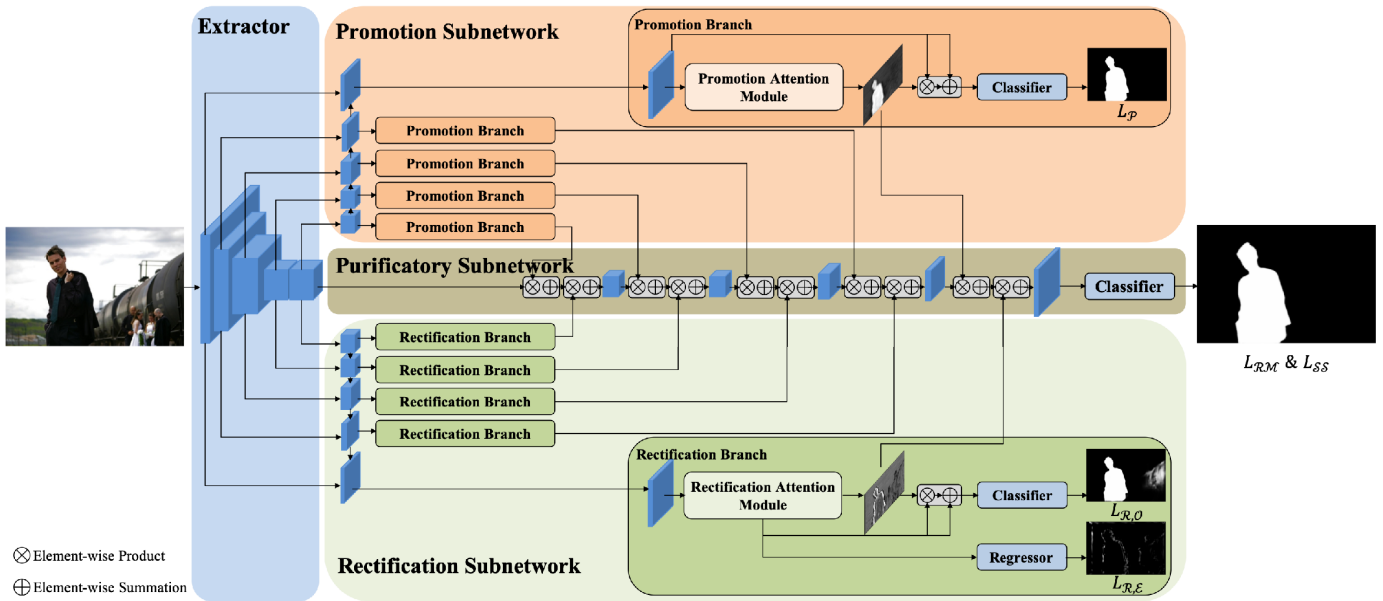 Extractor
Promotion Subnetwork
Promotion Branch
Promotion Attention
Module
Classifier
L_𝒫
Promotion Branch
Promotion Branch
Promotion Branch
Promotion Branch
Purificatory Subnetwork
Classifier
L_ℛℳ & L_𝒮𝒮
Rectification Branch
Rectification Branch
Rectification Branch
Rectification Branch
Rectification Branch
Rectification Attention
Module
Classifier
L_ℛ,𝒪
Regressor
L_ℛ,ℰ
Rectification Subnetwork
⊗ Element-wise Product
⊕ Element-wise Summation